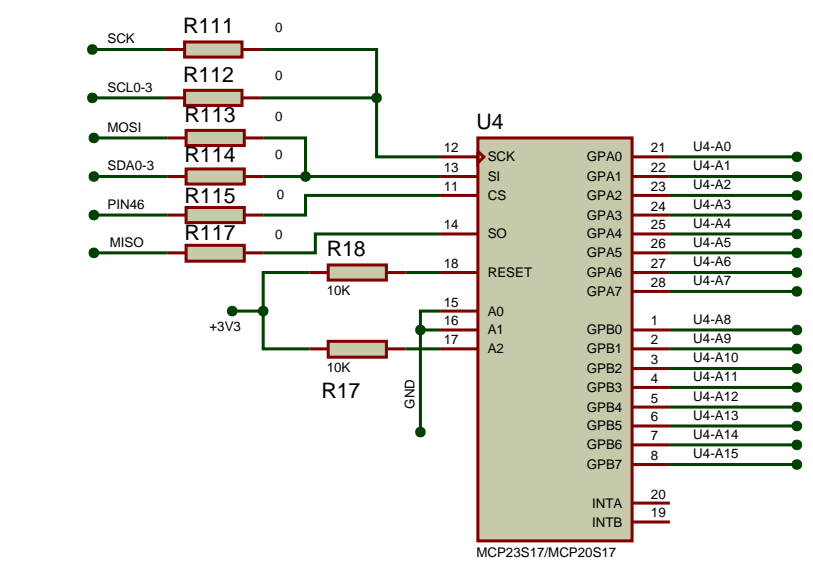 SCK
R111
0
SCL0-3
R112
0
MOSI
R113
0
SDA0-3
R114
0
PIN46
R115
0
MISO
R117
0
R18
10K
+3V3
10K
R17
GND
U4
12 SCK
13 SI
11 CS
14 SO
18 RESET
15 A0
16 A1
17 A2
GPA0 21 U4-A0
GPA1 22 U4-A1
GPA2 23 U4-A2
GPA3 24 U4-A3
GPA4 25 U4-A4
GPA5 26 U4-A5
GPA6 27 U4-A6
GPA7 28 U4-A7
GPB0 1 U4-A8
GPB1 2 U4-A9
GPB2 3 U4-A10
GPB3 4 U4-A11
GPB4 5 U4-A12
GPB5 6 U4-A13
GPB6 7 U4-A14
GPB7 8 U4-A15
INTA 20
INTB 19
MCP23S17/MCP20S17